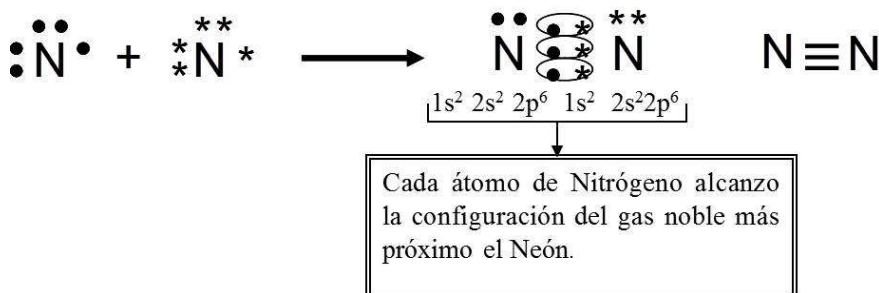 N + **N* N **N N≡N
1s² 2s² 2p⁶ 1s² 2s²2p⁶
Cada átomo de Nitrógeno alcanzo
la configuración del gas noble más
próximo el Neón.